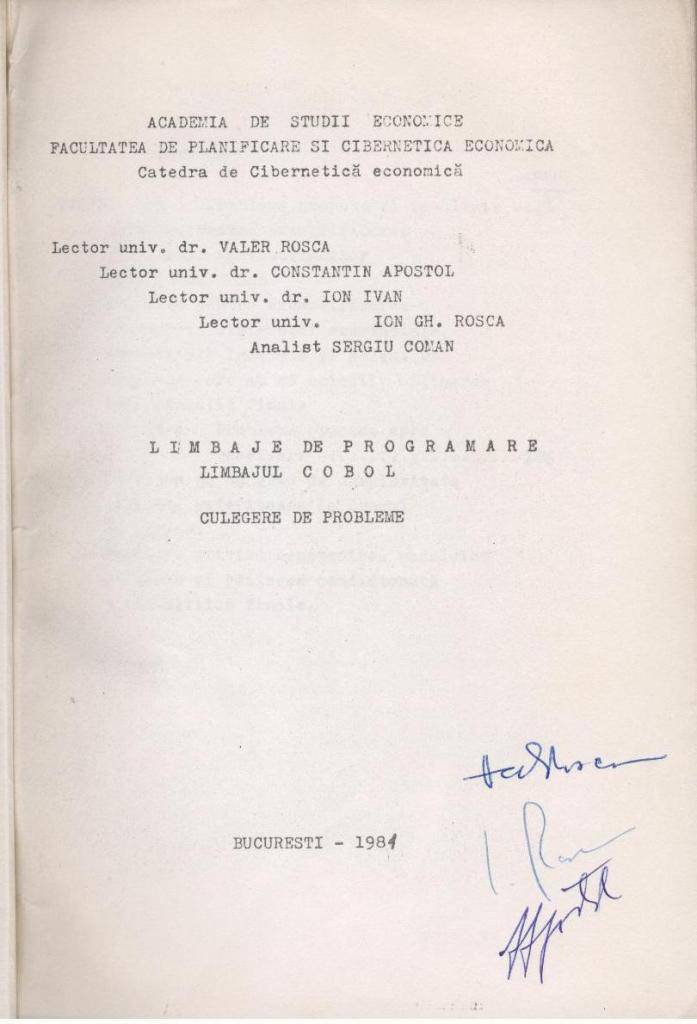 ACADEMIA DE STUDII ECONOMICE
FACULTATEA DE PLANIFICARE SI CIBERNETICA ECONOMICA
Catedra de Cibernetică economică
Lector univ. dr. VALER ROSCA
Lector univ. dr. CONSTANTIN APOSTOL
Lector univ. dr. ION IVAN
Lector univ. ION GH. ROSCA
Analist SERGIU COMAN
L I M B A J E DE P R O G R A M A R E
LIMBAJUL C O B O L
CULEGERE DE PROBLEME
BUCURESTI - 1981